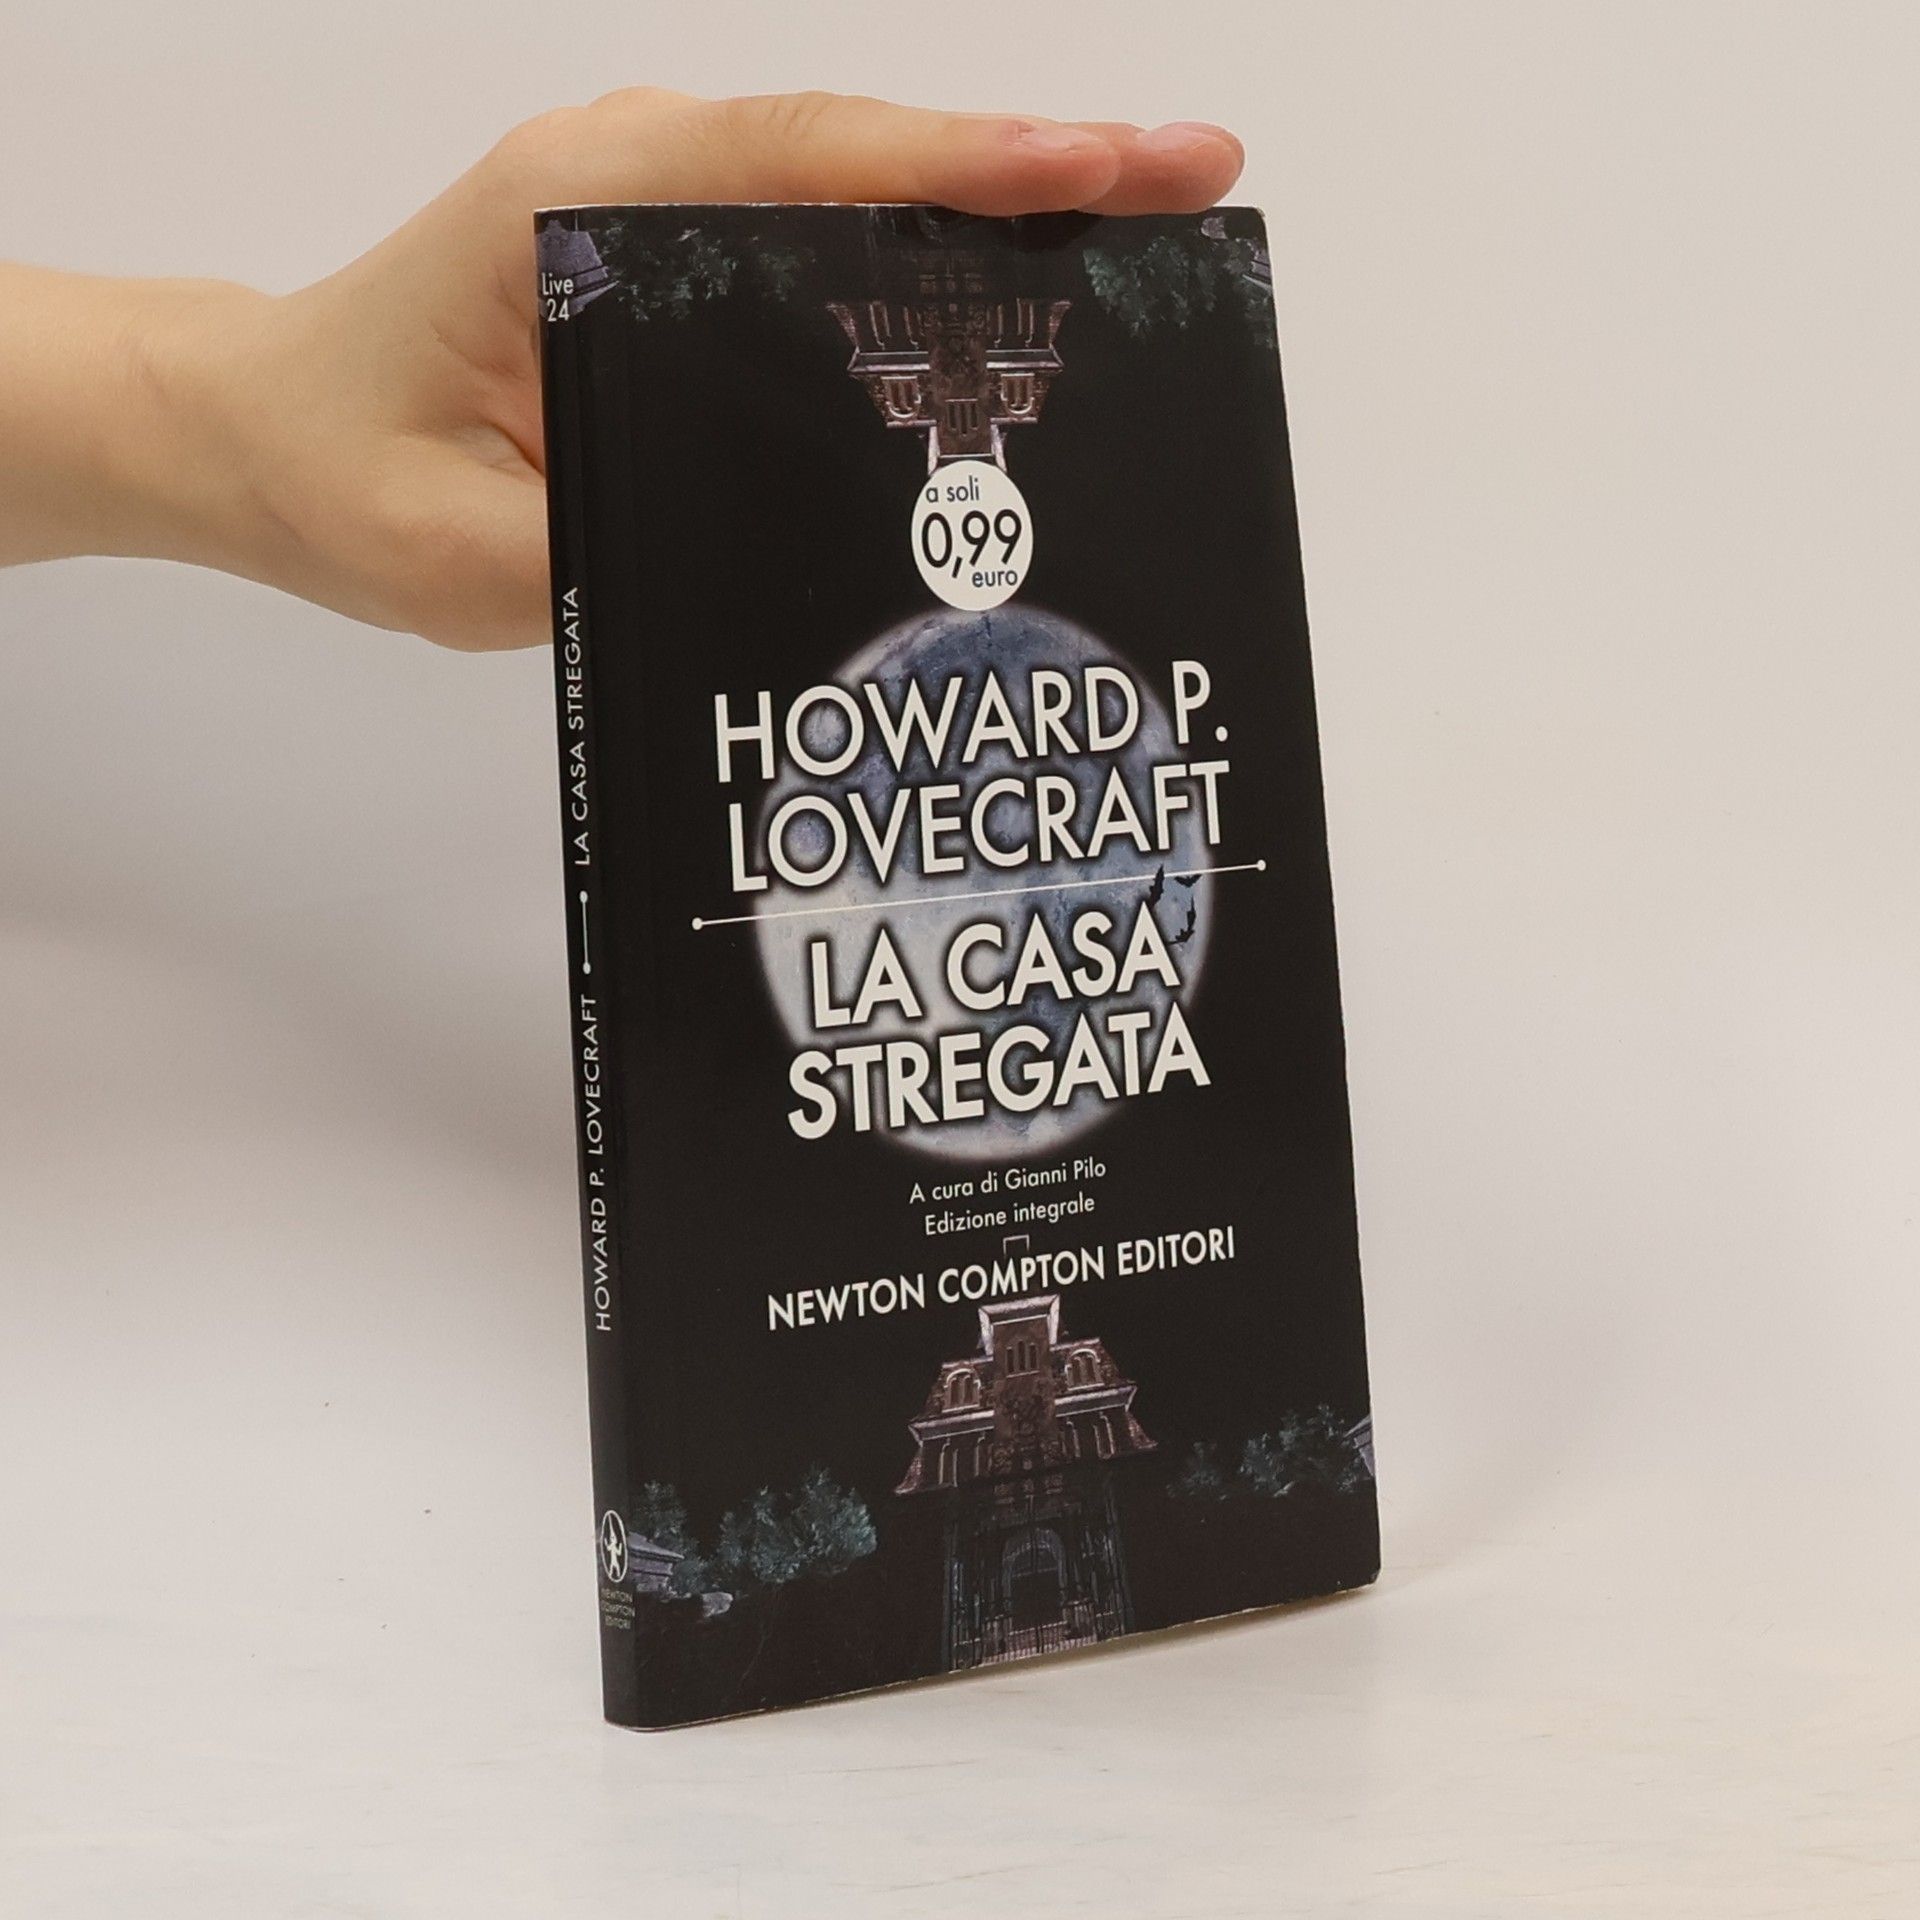 Live
24
LA CASA STREGATA
HOWARD P. LOVECRAFT
NEWTON
COMPTON
EDITORI
a soli
0,99
euro
HOWARD P.
LOVECRAFT
LA CASA
STREGATA
A cura di Gianni Pilo
Edizione integrale
NEWTON COMPTON EDITORI